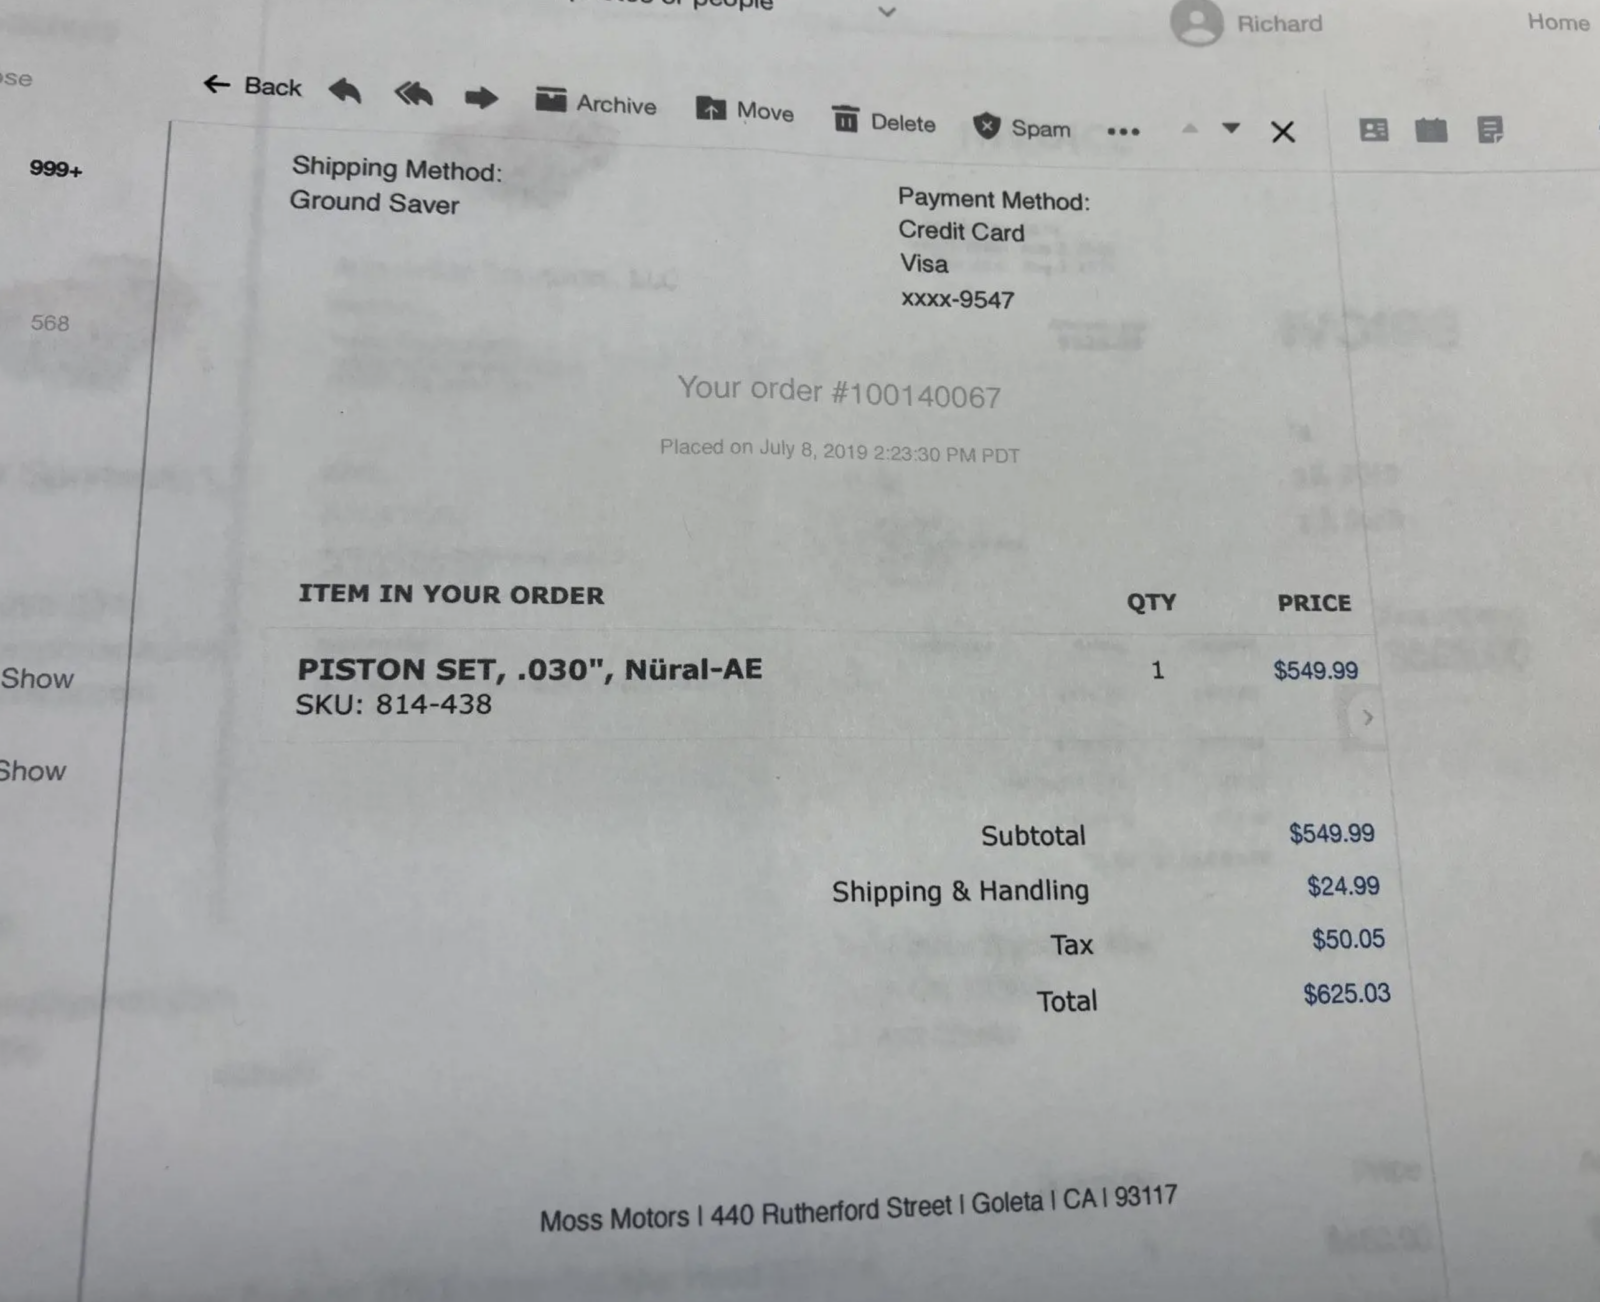 people
Richard
Home
Back
Archive
Move
Delete
Spam
999+
Shipping Method:
Ground Saver
Payment Method:
Credit Card
Visa
xxxx-9547
568
Your order #100140067
Placed on July 8, 2019 2:23:30 PM PDT
ITEM IN YOUR ORDER QTY PRICE
PISTON SET, .030", Nüral-AE 1 $549.99
SKU: 814-438
Show
Show
Subtotal $549.99
Shipping & Handling $24.99
Tax $50.05
Total $625.03
Moss Motors | 440 Rutherford Street | Goleta | CA | 93117